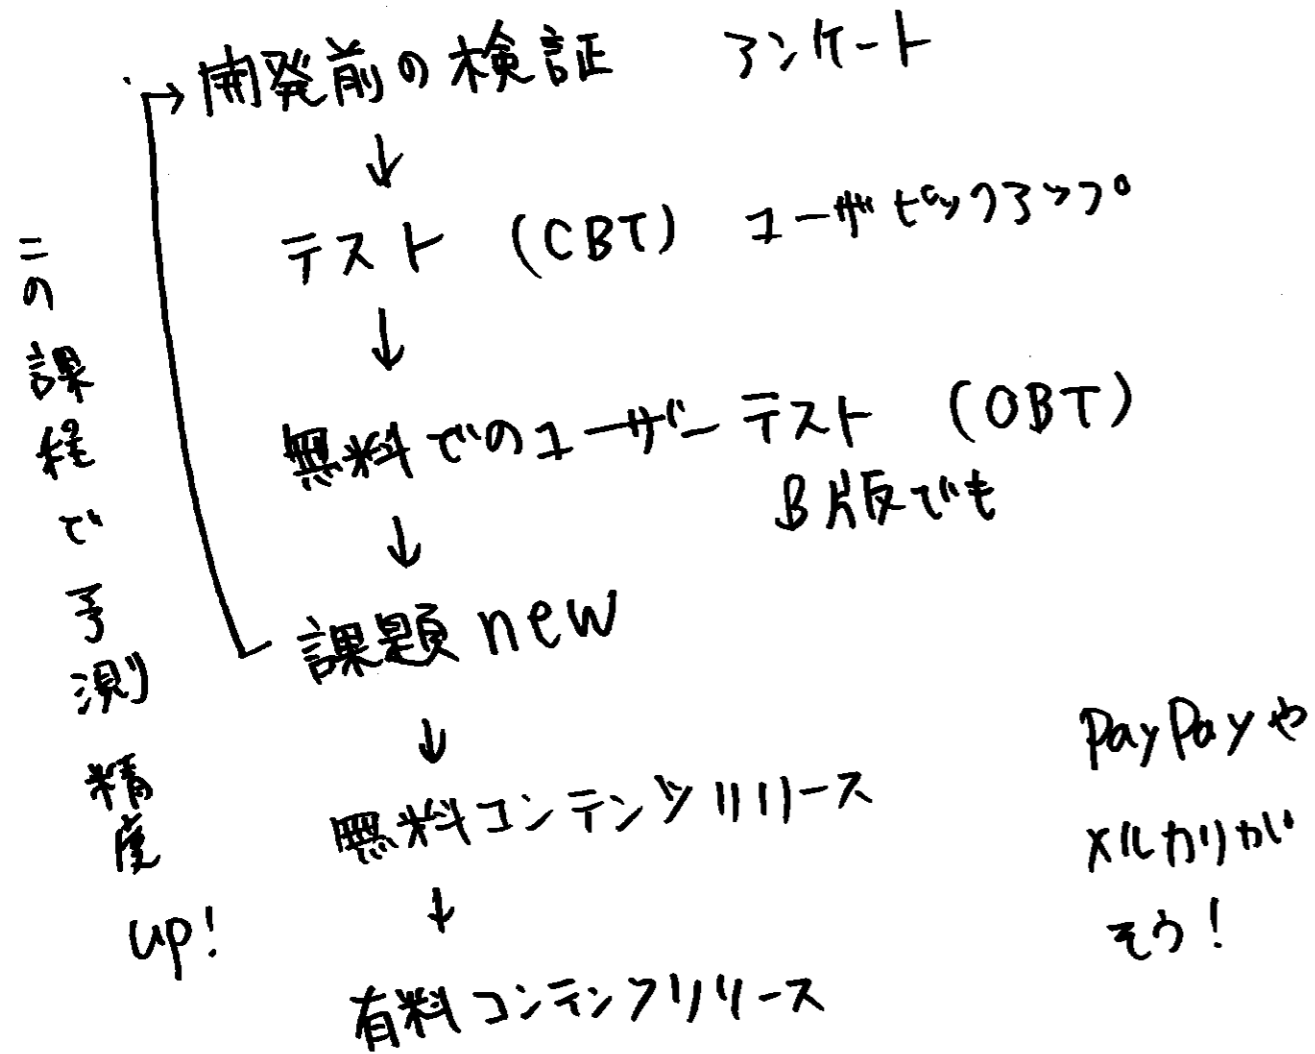 開発前の検証 アンケート
↓
テスト (CBT) ユーザピックアップ
↓
無料でのユーザーテスト (OBT)
B版でも
↓
課題new
↓
無料コンテンツリリース
↓
有料コンテンツリリース
この課程で予測精度up!
PayPayや
メルカリが
そう!